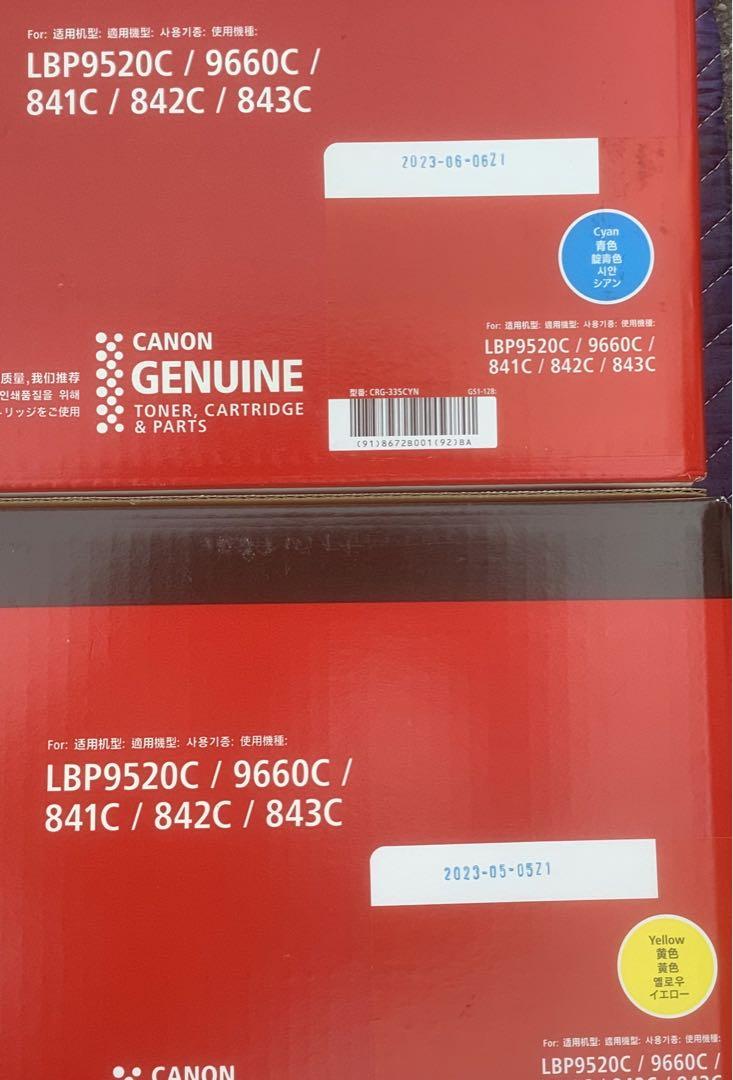 For: 适用机型: 適用機型: 사용기종: 使用機種:
LBP9520C / 9660C /
841C / 842C / 843C
2023-06-06Z1
Cyan
青色
靛青色
시안
シアン
For: 适用机型: 適用機型: 사용기종: 使用機種:
LBP9520C / 9660C /
841C / 842C / 843C
质量,我们推荐
인쇄품질을 위해
ーリッジをご使用
CANON
GENUINE
TONER, CARTRIDGE
& PARTS
型番: CRG-335CYN GS1-128:
(91)8672B001(92)8A
For: 适用机型: 適用機型: 사용기종: 使用機種:
LBP9520C / 9660C /
841C / 842C / 843C
2023-05-05Z1
Yellow
黄色
黃色
옐로우
イエロー
For: 适用机型: 適用機型: 사용기종: 使用機種:
LBP9520C / 9660C /
CANON